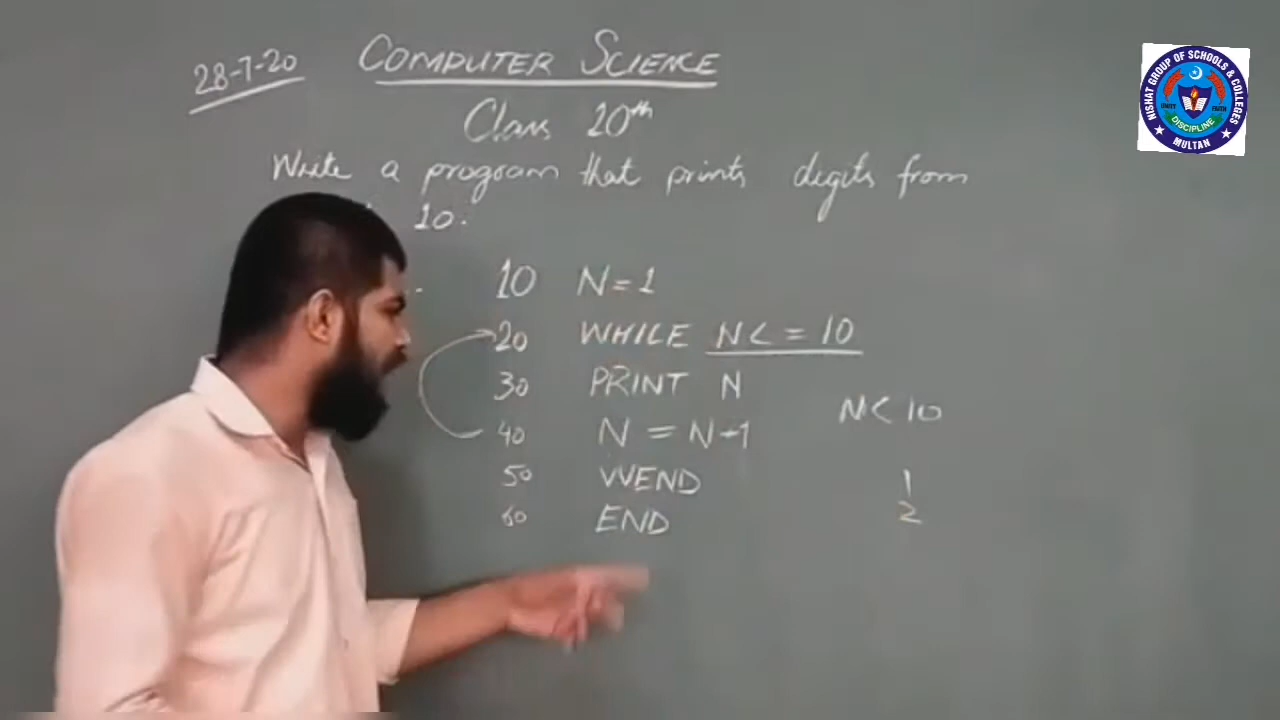 28-7-20 COMPUTER SCIENCE
Class 10th
Write a program that prints digits from
10.
10 N=1
20 WHILE N<=10
30 PRINT N
40 N = N+1
50 WEND
60 END
N< 10
1
2
NISHAT GROUP OF SCHOOLS & COLLEGES
UNITY FAITH
DISCIPLINE
MULTAN